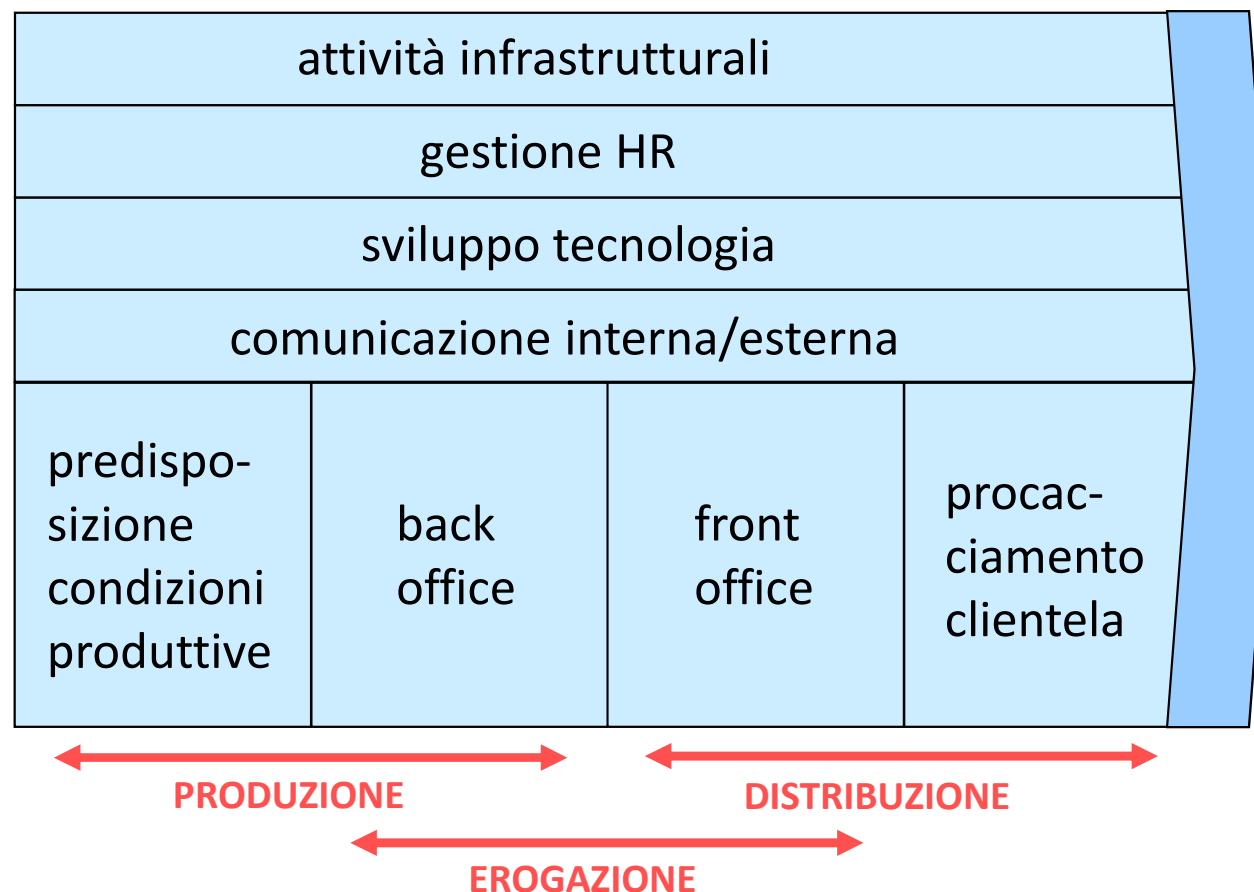 attività infrastrutturali
gestione HR
sviluppo tecnologia
comunicazione interna/esterna
predispo-
sizione
condizioni
produttive
back
office
front
office
procac-
ciamento
clientela
PRODUZIONE
DISTRIBUZIONE
EROGAZIONE